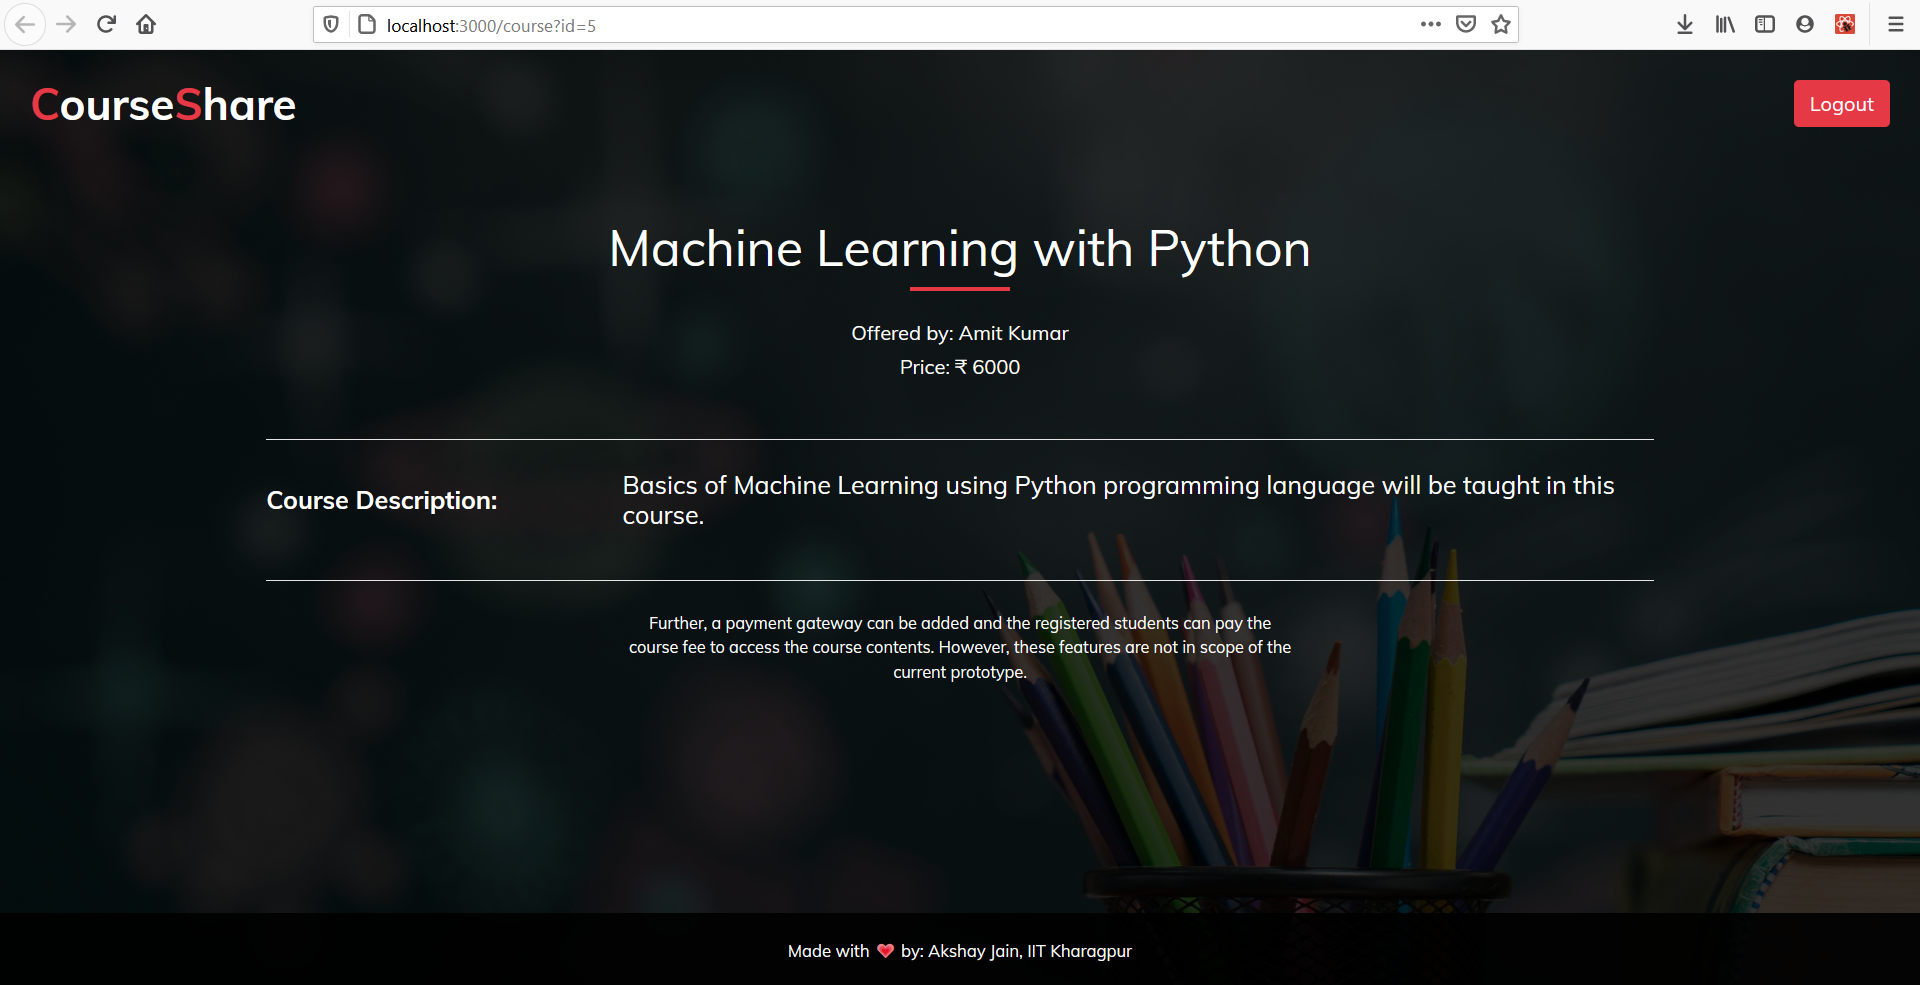 localhost:3000/course?id=5
CourseShare
Logout
Machine Learning with Python
Offered by: Amit Kumar
Price: ₹ 6000
Course Description:
Basics of Machine Learning using Python programming language will be taught in this
course.
Further, a payment gateway can be added and the registered students can pay the
course fee to access the course contents. However, these features are not in scope of the
current prototype.
Made with ❤ by: Akshay Jain, IIT Kharagpur